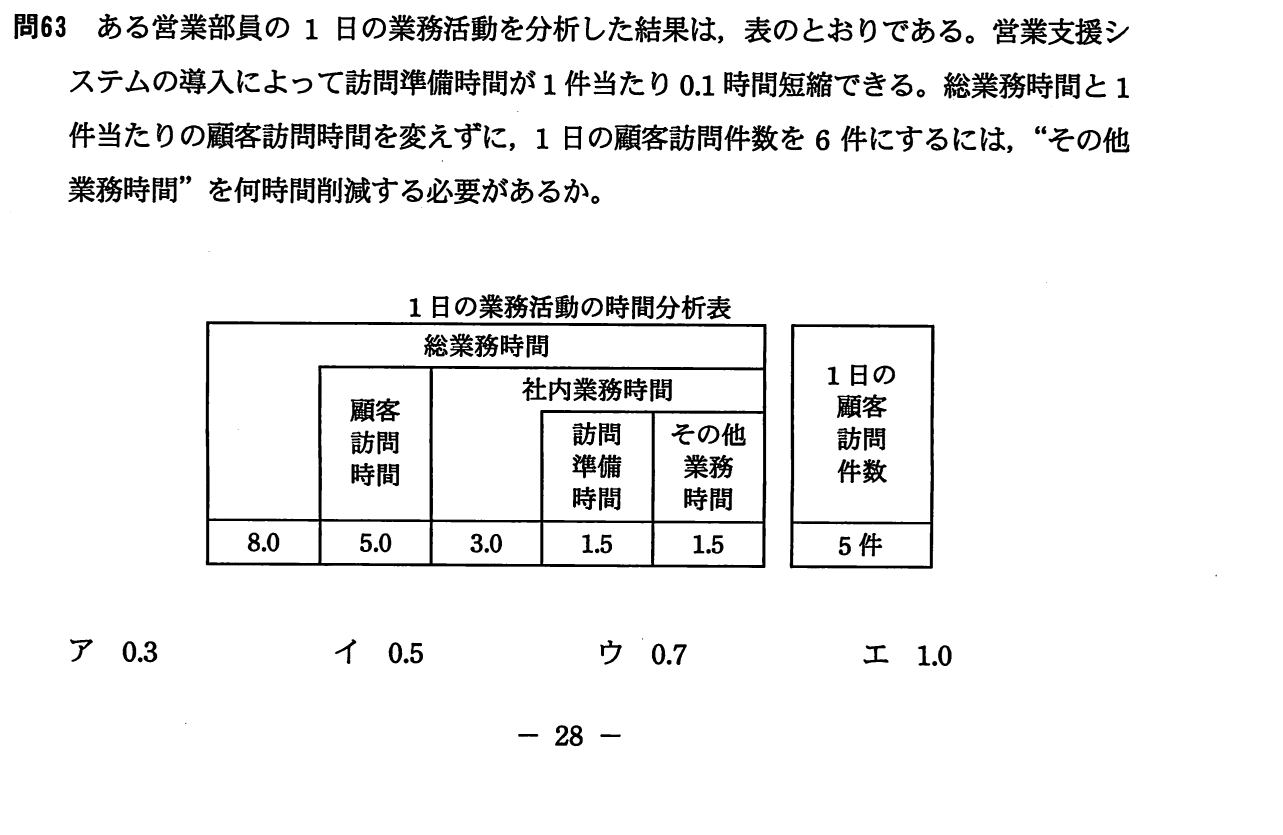 問63 ある営業部員の 1 日の業務活動を分析した結果は，表のとおりである。営業支援シ
ステムの導入によって訪問準備時間が 1 件当たり 0.1 時間短縮できる。総業務時間と 1
件当たりの顧客訪問時間を変えずに，1 日の顧客訪問件数を 6 件にするには，“その他
業務時間”を何時間削減する必要があるか。
1 日の業務活動の時間分析表
総業務時間
社内業務時間
顧客
訪問
時間
訪問
準備
時間
その他
業務
時間
1 日の
顧客
訪問
件数
8.0 5.0 3.0 1.5 1.5 5 件
ア 0.3 イ 0.5 ウ 0.7 エ 1.0
－ 28 －